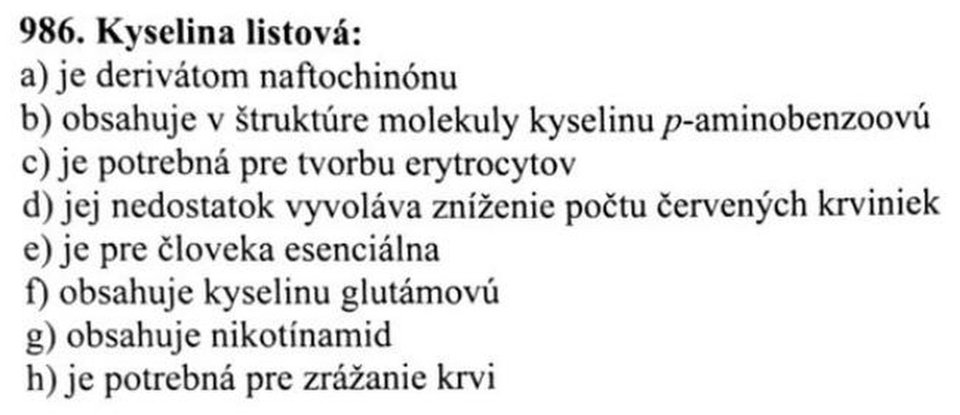 986. Kyselina listová:
a) je derivátom naftochinónu
b) obsahuje v štruktúre molekuly kyselinu p-aminobenzoovú
c) je potrebná pre tvorbu erytrocytov
d) jej nedostatok vyvoláva zníženie počtu červených krviniek
e) je pre človeka esenciálna
f) obsahuje kyselinu glutámovú
g) obsahuje nikotínamid
h) je potrebná pre zrážanie krvi